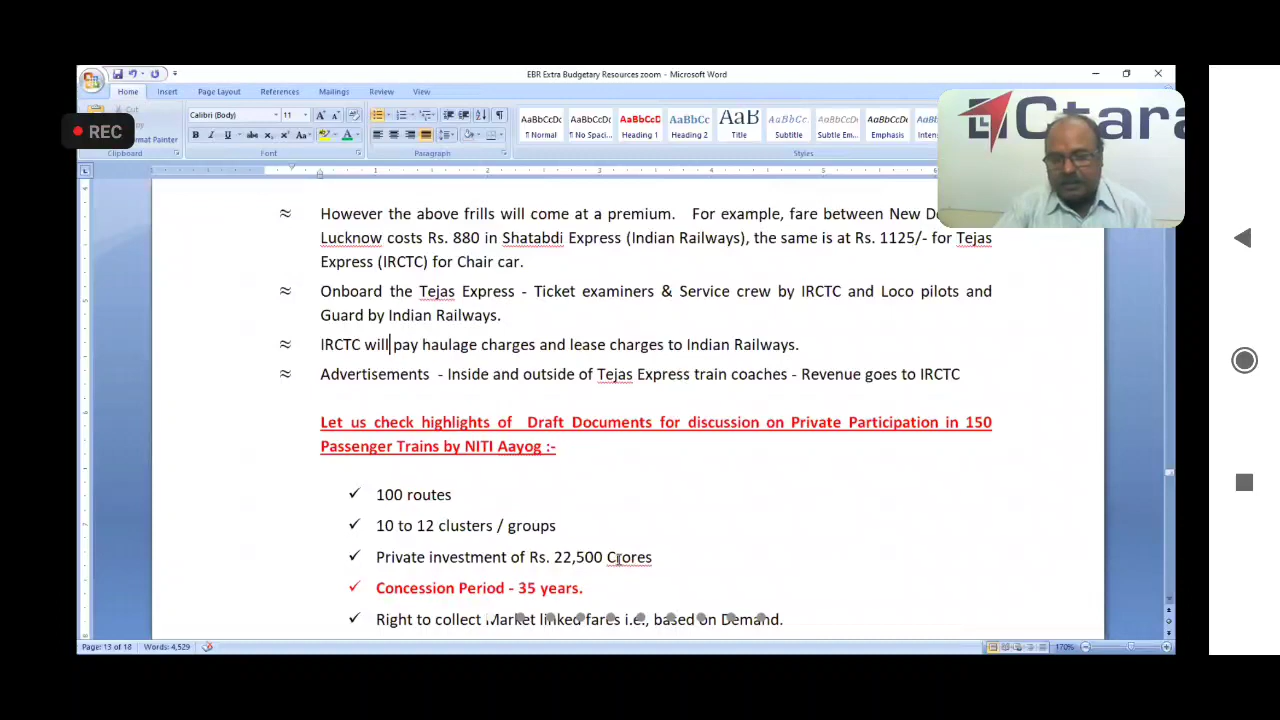 EBR Extra Budgetary Resources zoom - Microsoft Word
Home Insert Page Layout References Mailings Review View
Cut
Format Painter
Calibri (Body) 11
AaBbCcDc AaBbCcDc AaBbCc AaBbCc AaB AaBbCcL AaBbCcDc AaBbCcDc
¶ Normal ¶ No Spaci... Heading 1 Heading 2 Title Subtitle Subtle Em... Emphasis
Clipboard Font Paragraph Styles
REC
Ctara
≈ However the above frills will come at a premium. For example, fare between New
Lucknow costs Rs. 880 in Shatabdi Express (Indian Railways), the same is at Rs. 1125/- for Tejas
Express (IRCTC) for Chair car.
≈ Onboard the Tejas Express - Ticket examiners & Service crew by IRCTC and Loco pilots and
Guard by Indian Railways.
≈ IRCTC will pay haulage charges and lease charges to Indian Railways.
≈ Advertisements - Inside and outside of Tejas Express train coaches - Revenue goes to IRCTC
Let us check highlights of Draft Documents for discussion on Private Participation in 150
Passenger Trains by NITI Aayog :-
✓ 100 routes
✓ 10 to 12 clusters / groups
✓ Private investment of Rs. 22,500 Crores
✓ Concession Period - 35 years.
✓ Right to collect Market linked fares i.e., based on Demand.
Page: 13 of 18 Words: 4,529 170%